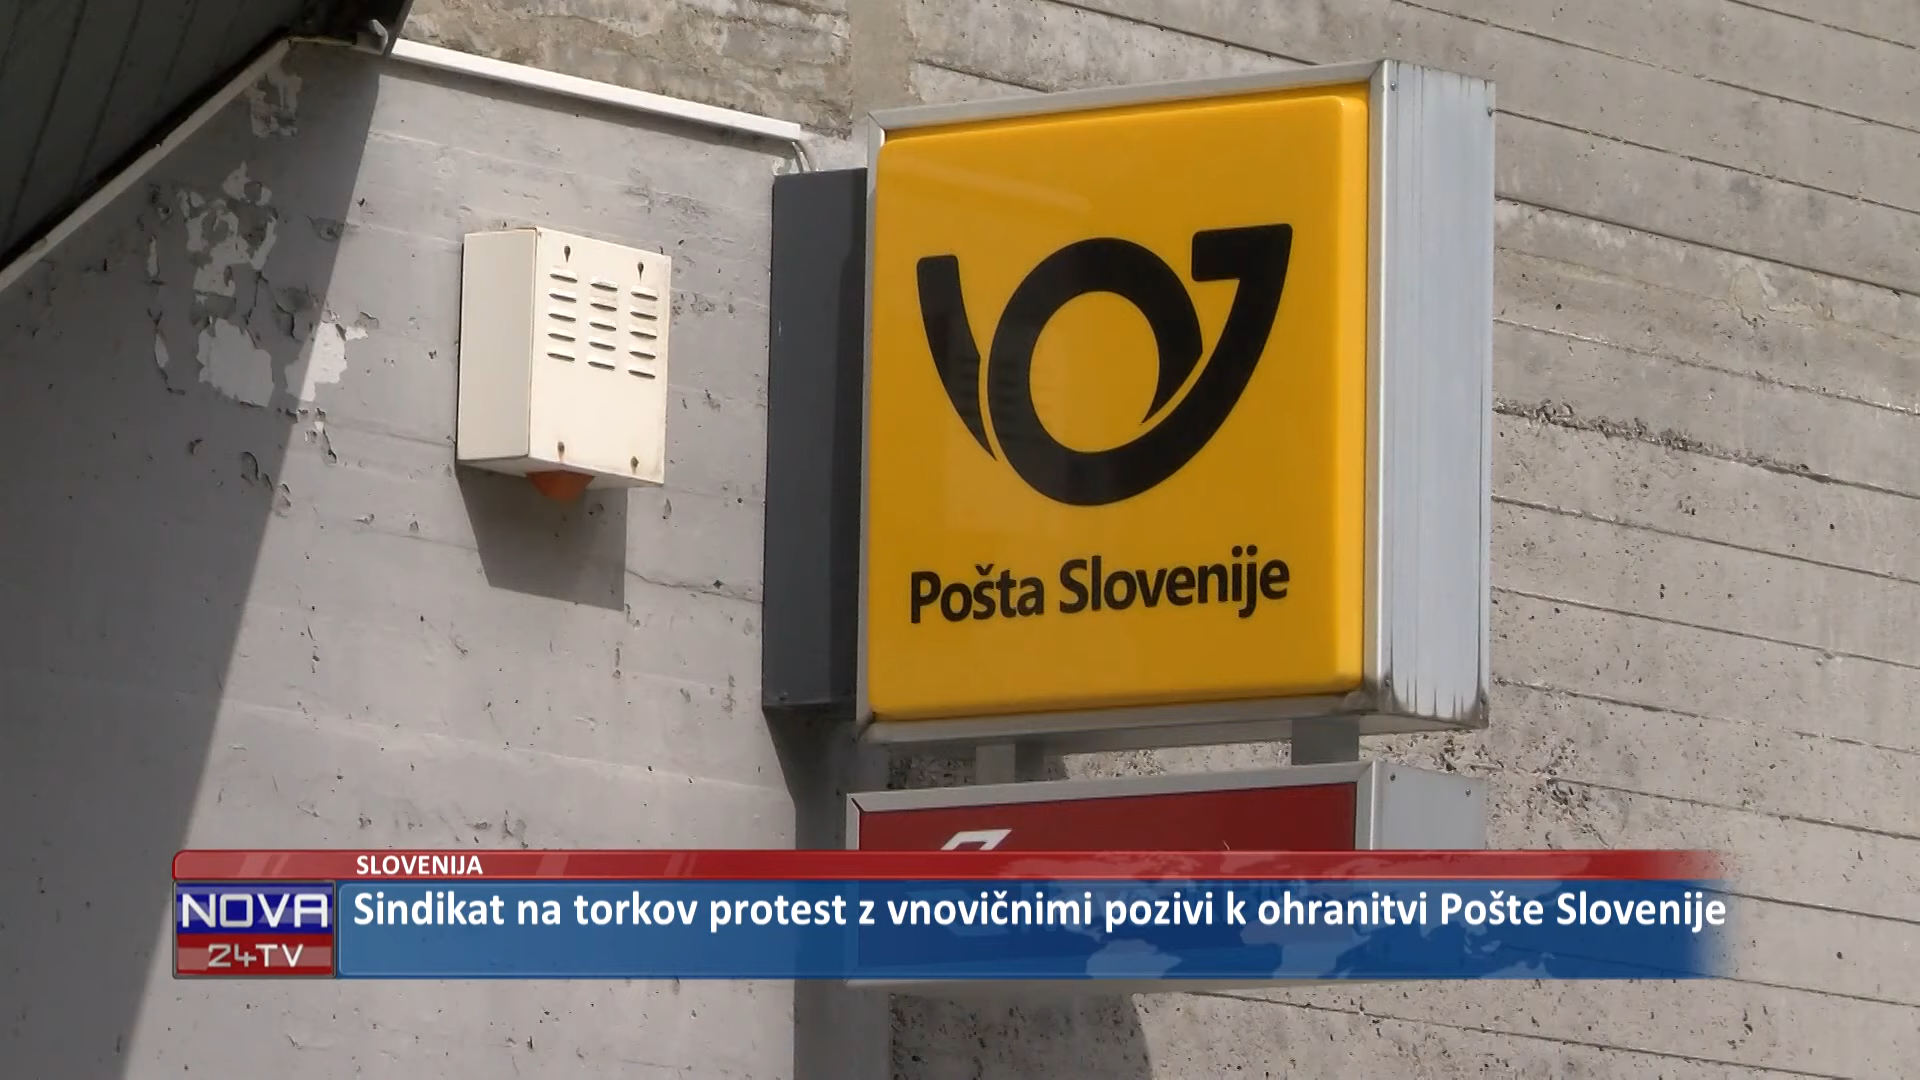 Pošta Slovenije
SLOVENIJA
NOVA
24TV
Sindikat na torkov protest z vnovičnimi pozivi k ohranitvi Pošte Slovenije